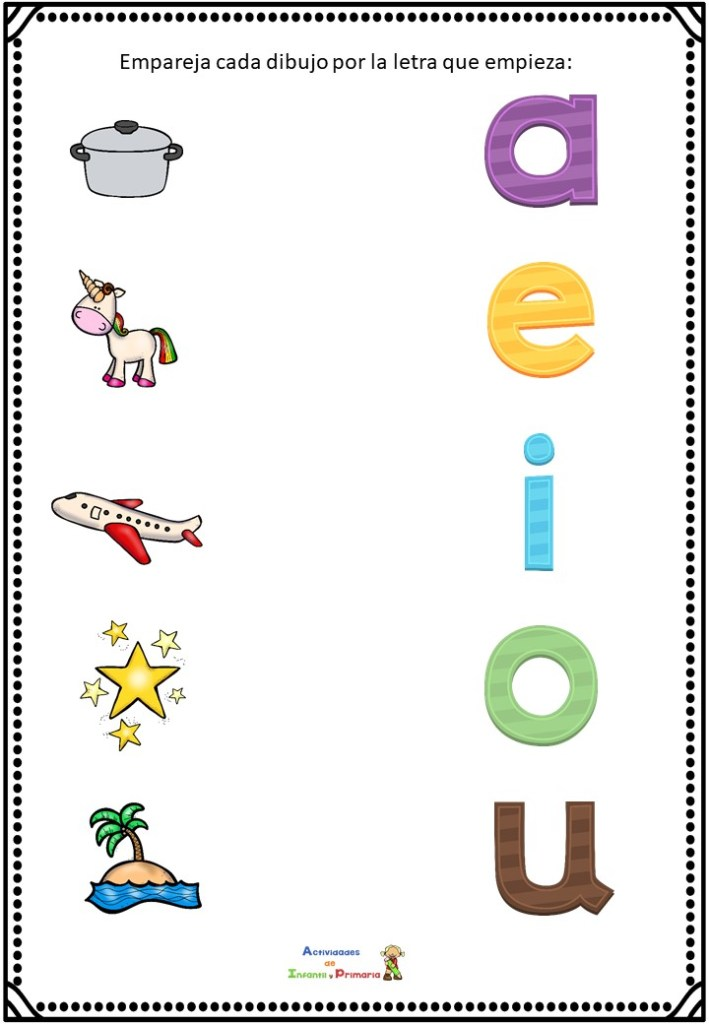 Empareja cada dibujo por la letra que empieza:
a
e
i
o
u
Actividades
de
Infantil y Primaria